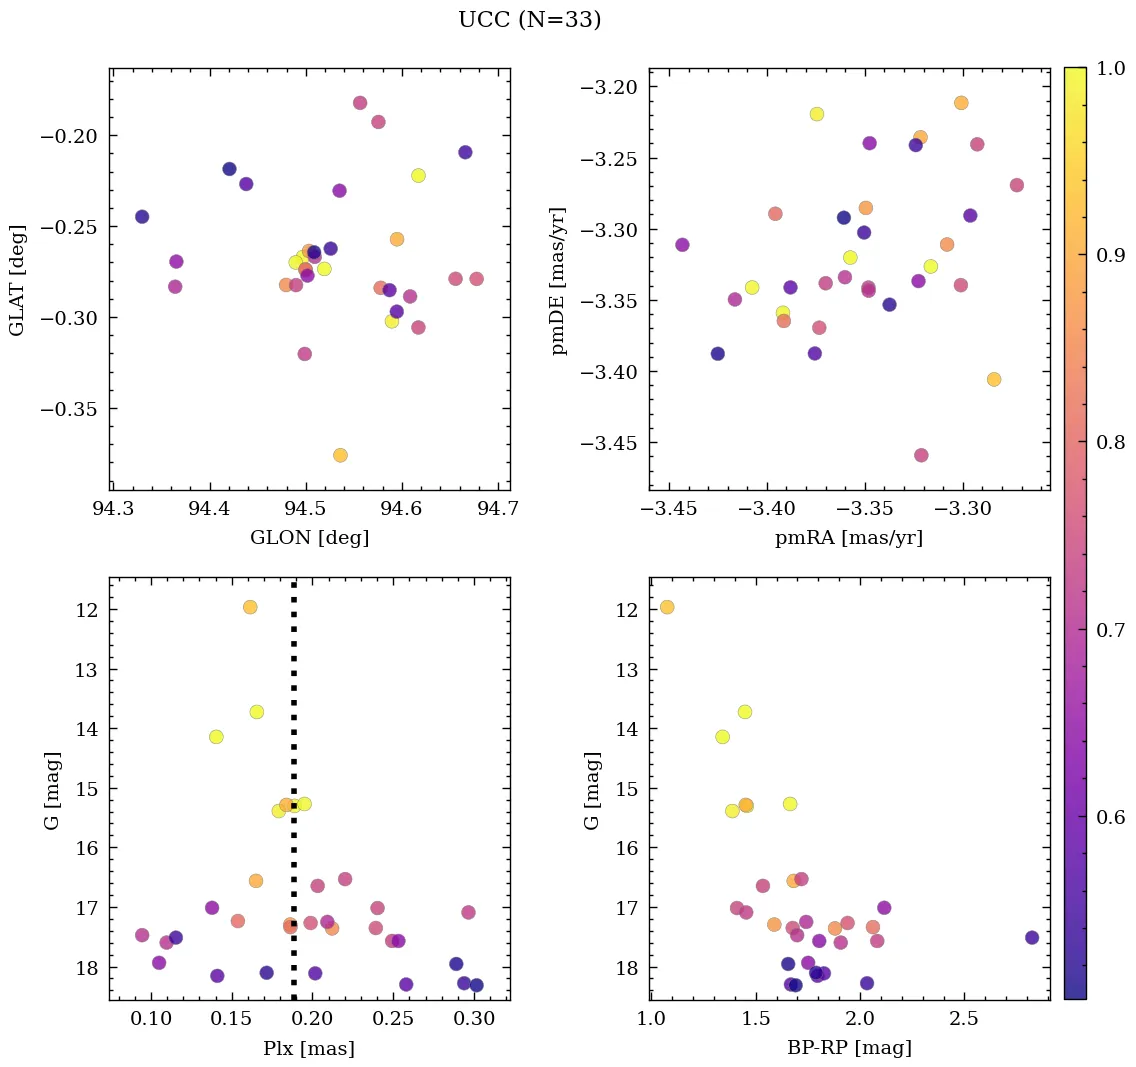 UCC (N=33)
−0.20
−0.25
−0.30
−0.35
GLAT [deg]
94.3 94.4 94.5 94.6 94.7
GLON [deg]
−3.20
−3.25
−3.30
−3.35
−3.40
−3.45
pmDE [mas/yr]
−3.45 −3.40 −3.35 −3.30
pmRA [mas/yr]
12
13
14
15
16
17
18
G [mag]
0.10 0.15 0.20 0.25 0.30
Plx [mas]
12
13
14
15
16
17
18
G [mag]
1.0 1.5 2.0 2.5
BP-RP [mag]
1.0
0.9
0.8
0.7
0.6